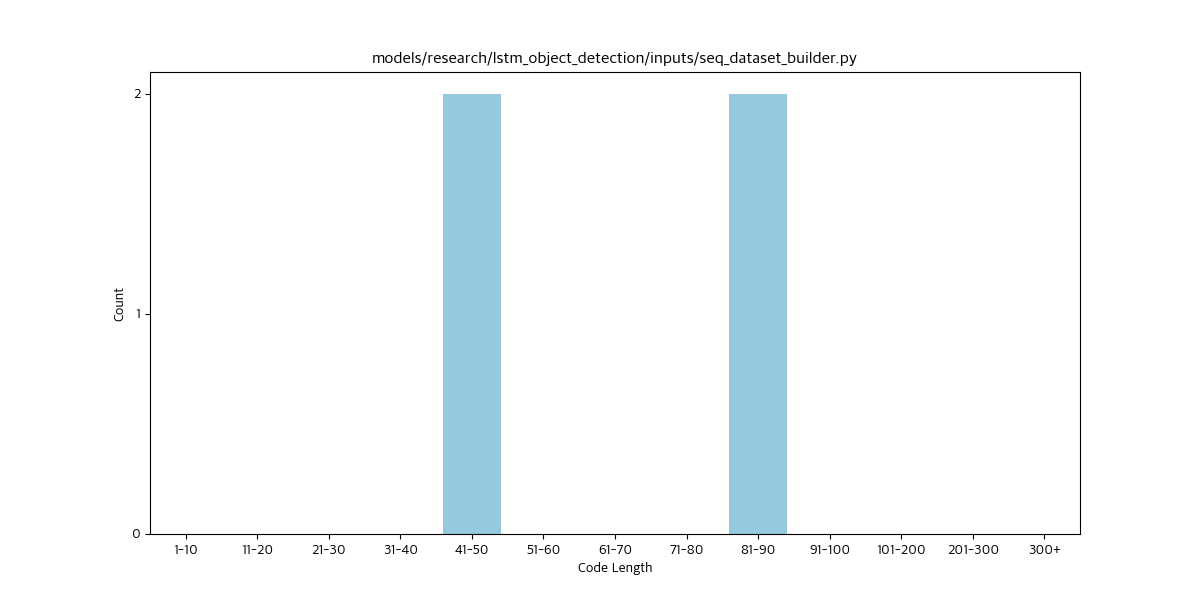 models/research/lstm_object_detection/inputs/seq_dataset_builder.py
2
1
0
Count
1-10 11-20 21-30 31-40 41-50 51-60 61-70 71-80 81-90 91-100 101-200 201-300 300+
Code Length